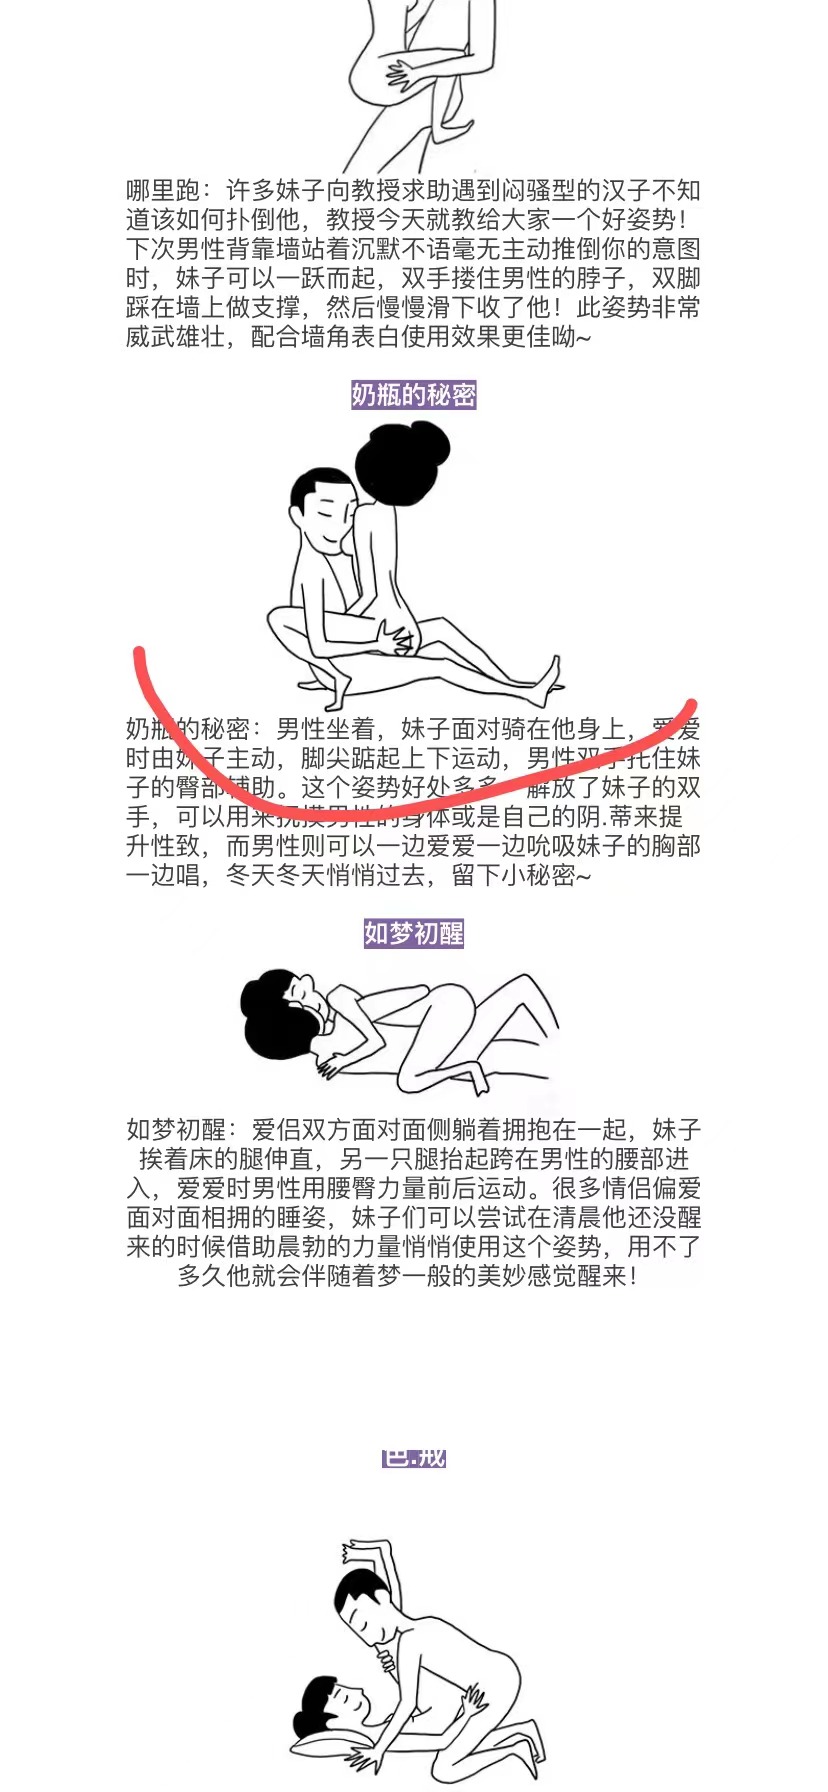 哪里跑：许多妹子向教授求助遇到闷骚型的汉子不知
道该如何扑倒他，教授今天就教给大家一个好姿势！
下次男性背靠墙站着沉默不语毫无主动推倒你的意图
时，妹子可以一跃而起，双手搂住男性的脖子，双脚
踩在墙上做支撑，然后慢慢滑下收了他！此姿势非常
威武雄壮，配合墙角表白使用效果更佳呦~
奶瓶的秘密
奶瓶的秘密：男性坐着，妹子面对骑在他身上，爱爱
时由妹子主动，脚尖踮起上下运动，男性双手托住妹
子的臀部辅助。这个姿势好处多多，解放了妹子的双
手，可以用来抚摸男性的身体或是自己的阴.蒂来提
升性致，而男性则可以一边爱爱一边吮吸妹子的胸部
一边唱，冬天冬天悄悄过去，留下小秘密~
如梦初醒
如梦初醒：爱侣双方面对面侧躺着拥抱在一起，妹子
挨着床的腿伸直，另一只腿抬起跨在男性的腰部进
入，爱爱时男性用腰臀力量前后运动。很多情侣偏爱
面对面相拥的睡姿，妹子们可以尝试在清晨他还没醒
来的时候借助晨勃的力量悄悄使用这个姿势，用不了
多久他就会伴随着梦一般的美妙感觉醒来！
色.戒